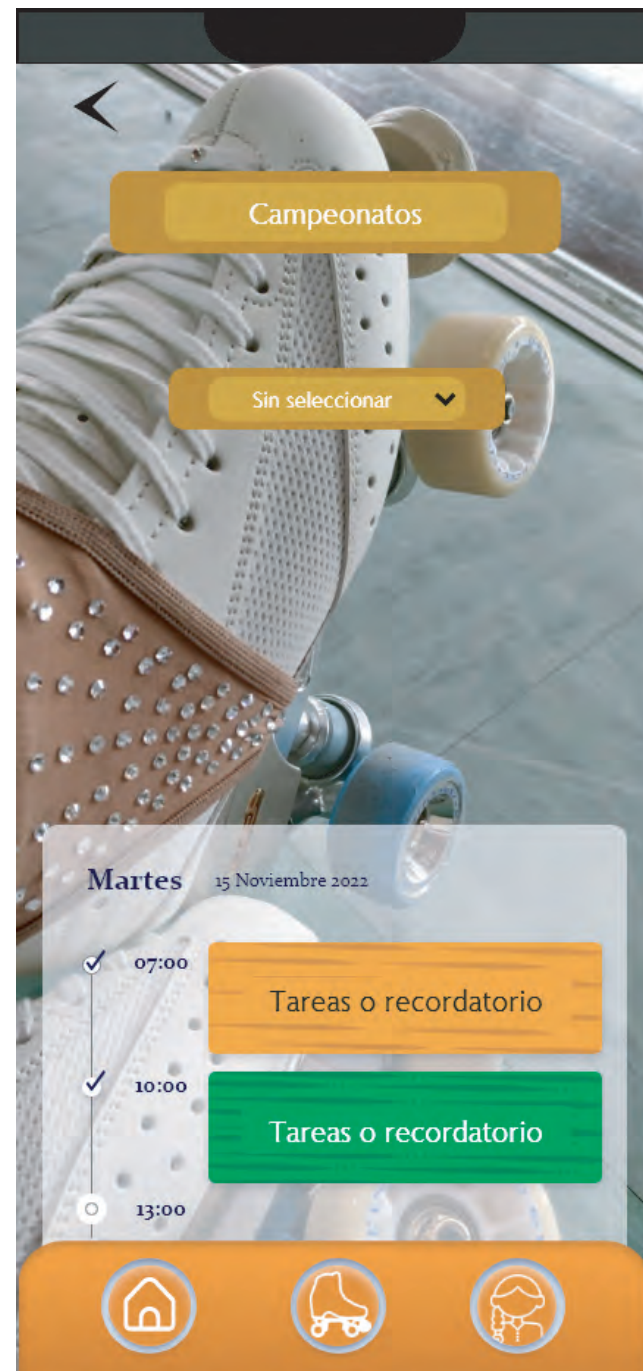 Campeonatos
Sin seleccionar
Martes 15 Noviembre 2022
07:00 Tareas o recordatorio
10:00 Tareas o recordatorio
13:00